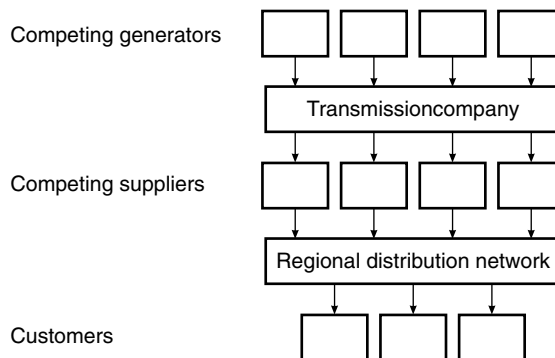 Competing generators
Transmissioncompany
Competing suppliers
Regional distribution network
Customers